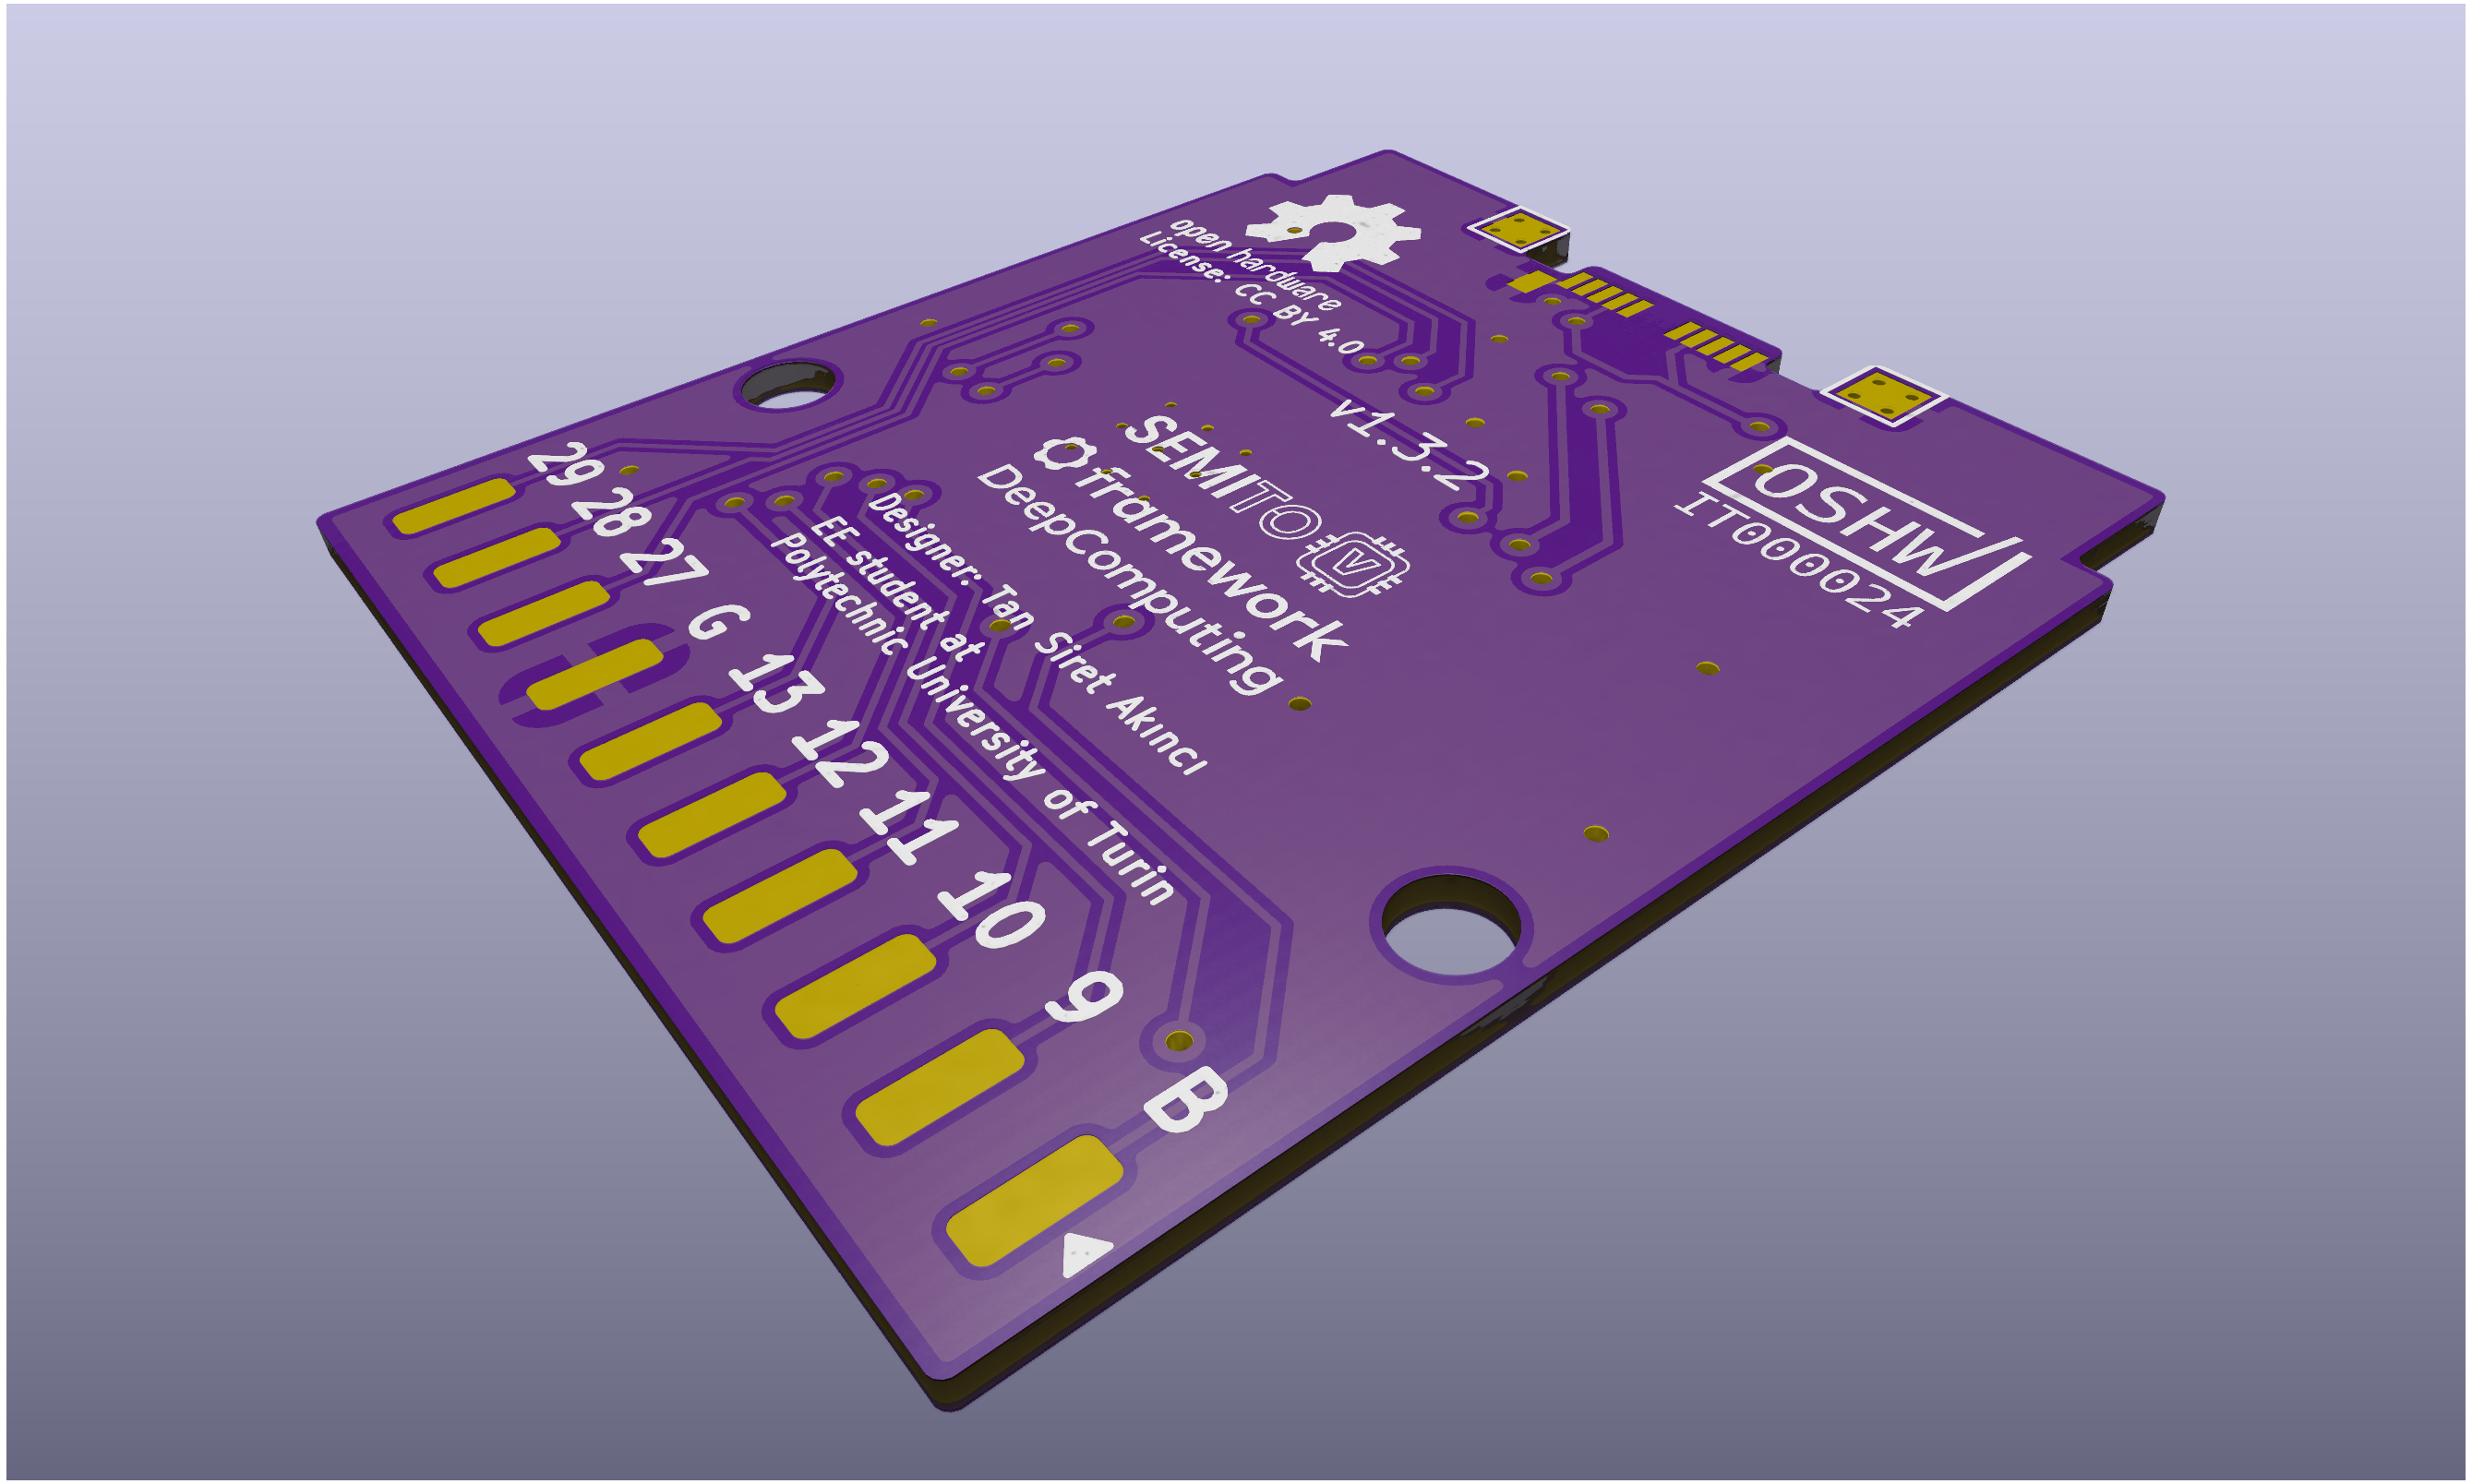 open hardware
License: CC BY 4.0
v1.3.2
OSHW
IT000024
SEMITO
V
framework
DeepComputing
Designer: Tan Siret Akıncı
EE student at
Polytechnic University of Turin
29
28
27
G
13
12
11
10
9
B